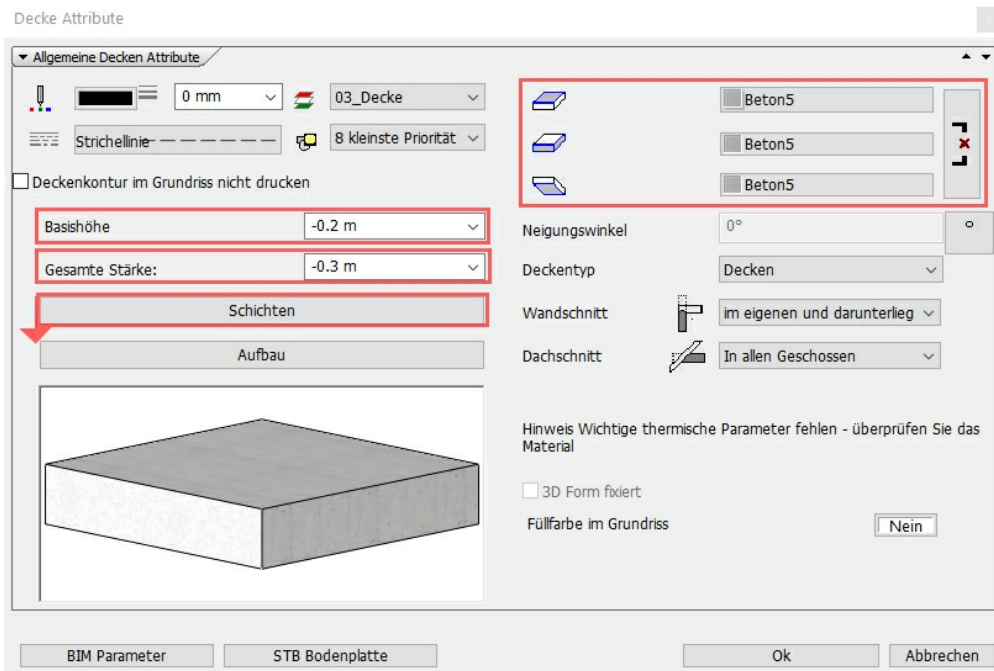 Decke Attribute
Allgemeine Decken Attribute
0 mm
03_Decke
Strichellinie
8 kleinste Priorität
Deckenkontur im Grundriss nicht drucken
Basishöhe
-0.2 m
Gesamte Stärke:
-0.3 m
Schichten
Aufbau
Beton5
Beton5
Beton5
Neigungswinkel
0°
°
Deckentyp
Decken
Wandschnitt
im eigenen und darunterlieg
Dachschnitt
In allen Geschossen
Hinweis Wichtige thermische Parameter fehlen - überprüfen Sie das
Material
3D Form fixiert
Füllfarbe im Grundriss
Nein
BIM Parameter
STB Bodenplatte
Ok
Abbrechen